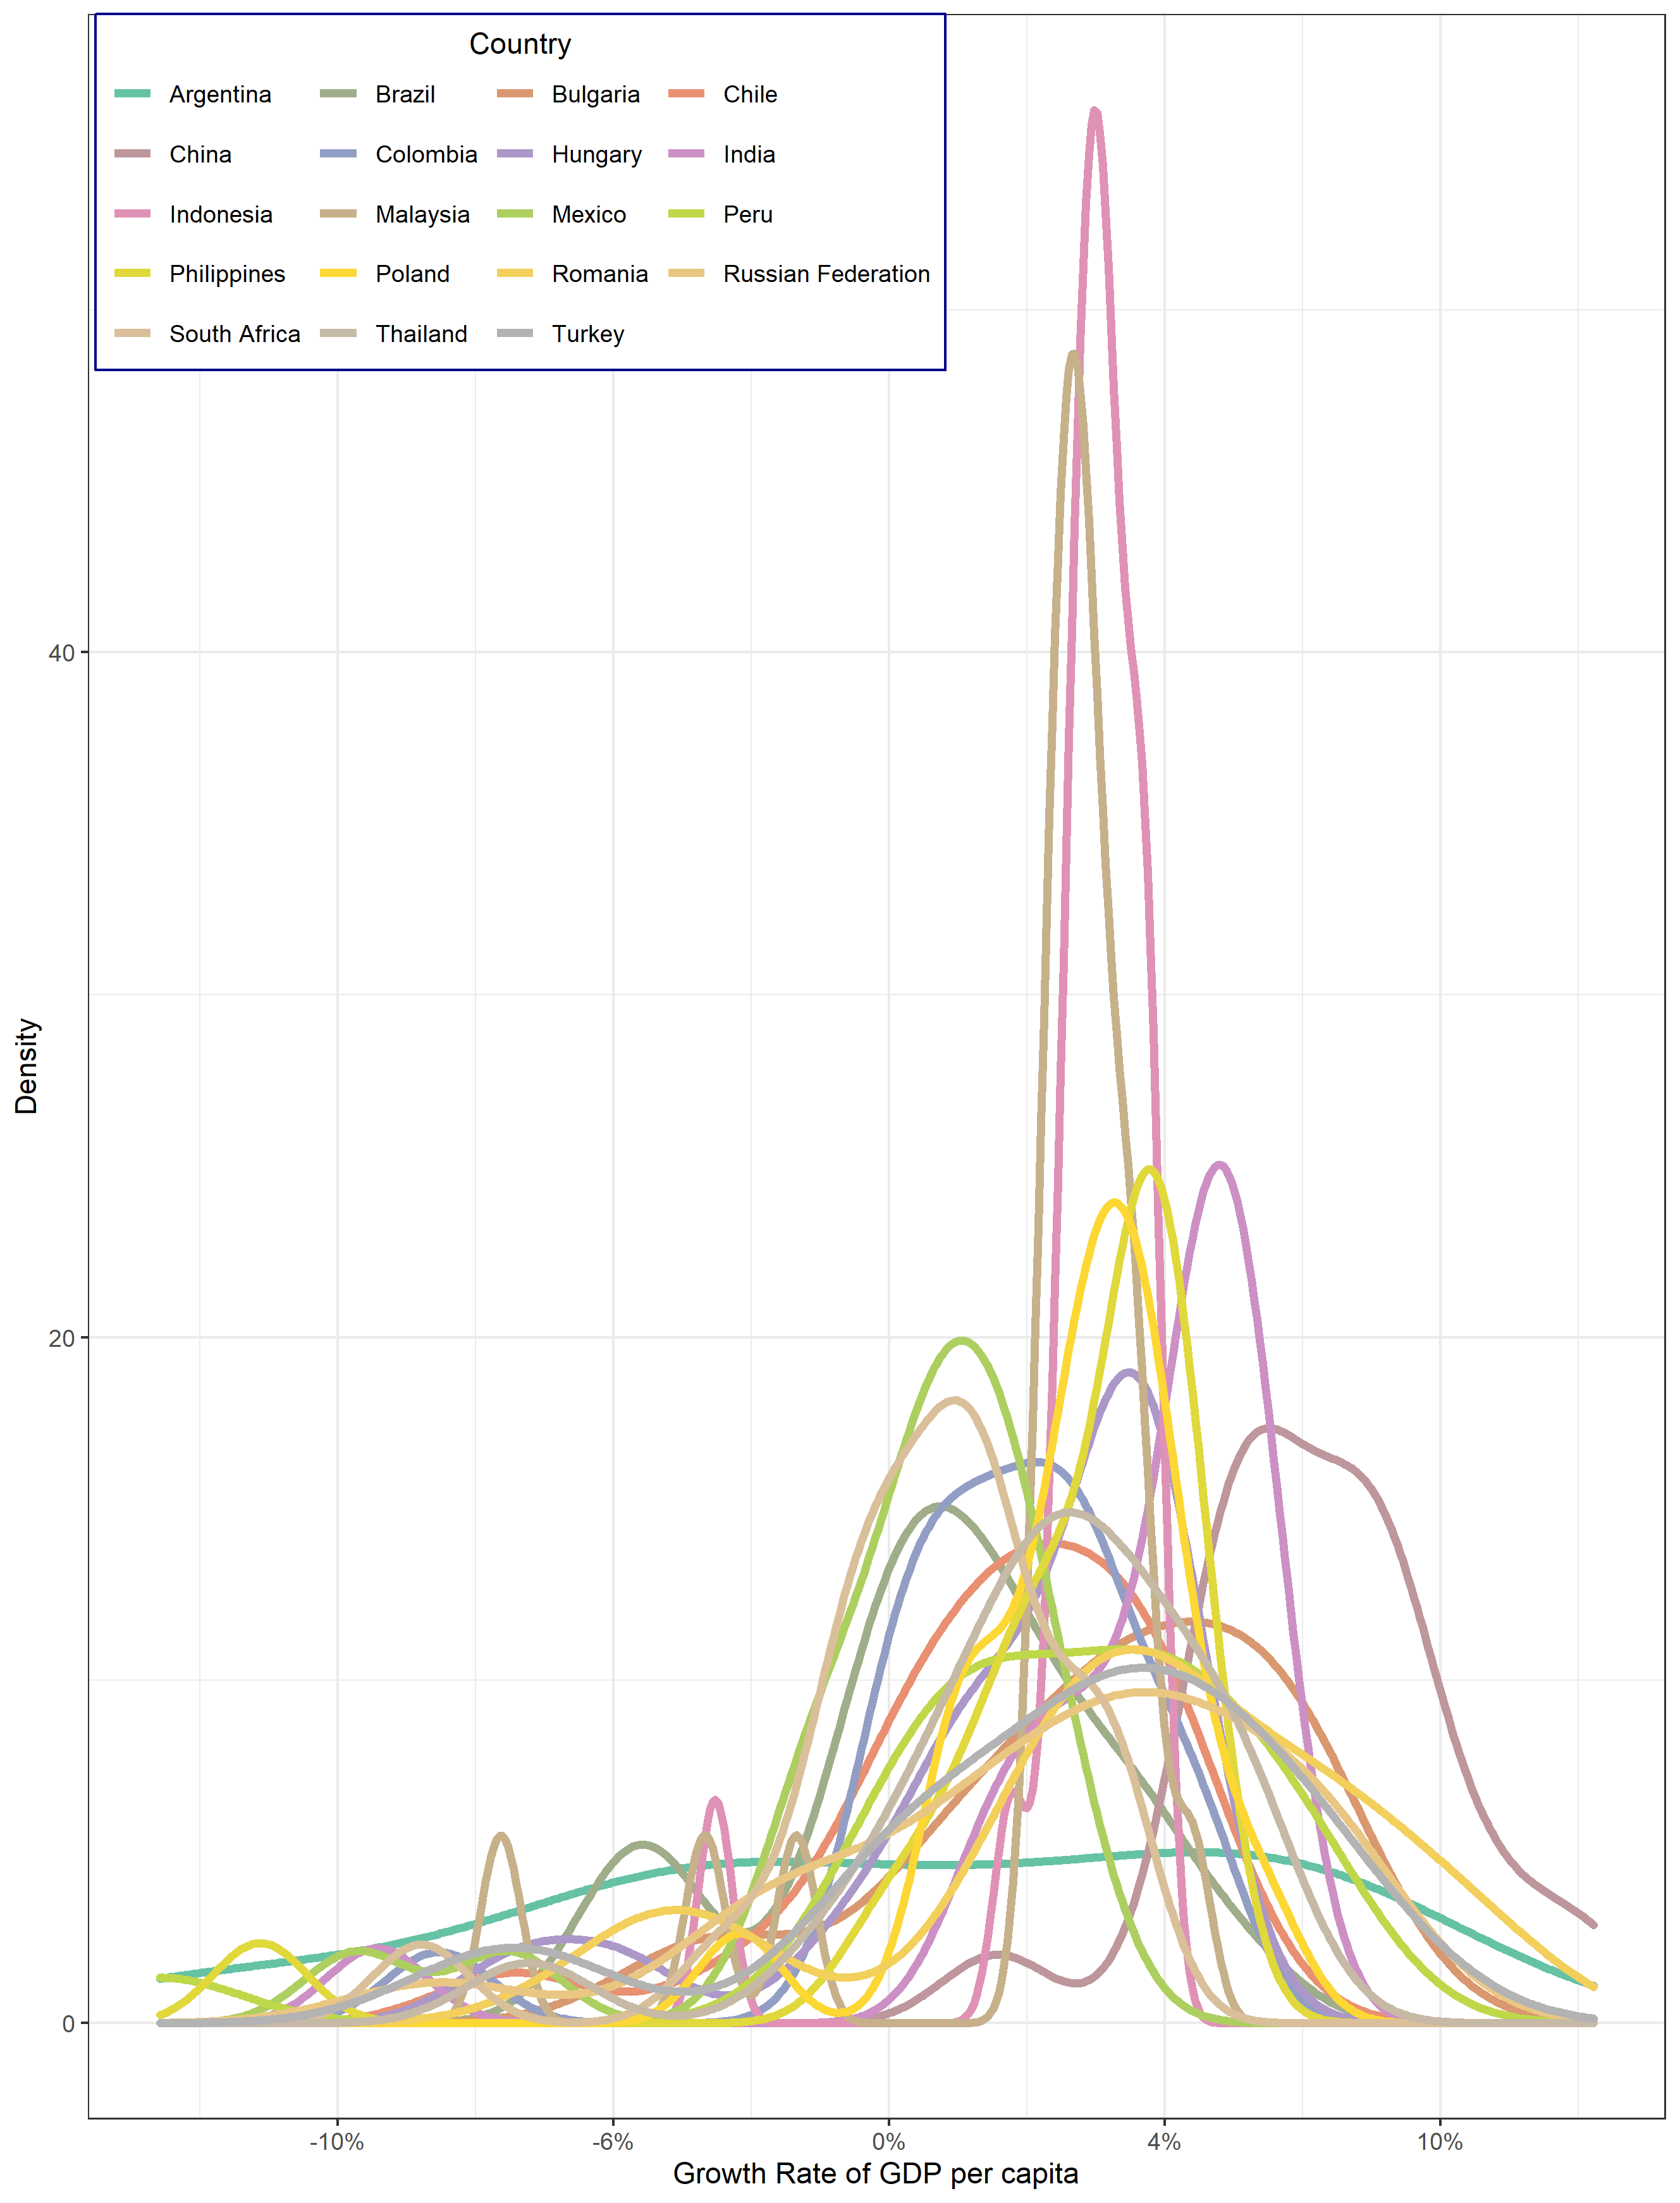 Country
Argentina Brazil Bulgaria Chile
China Colombia Hungary India
Indonesia Malaysia Mexico Peru
Philippines Poland Romania Russian Federation
South Africa Thailand Turkey
40
20
0
Density
-10% -6% 0% 4% 10%
Growth Rate of GDP per capita